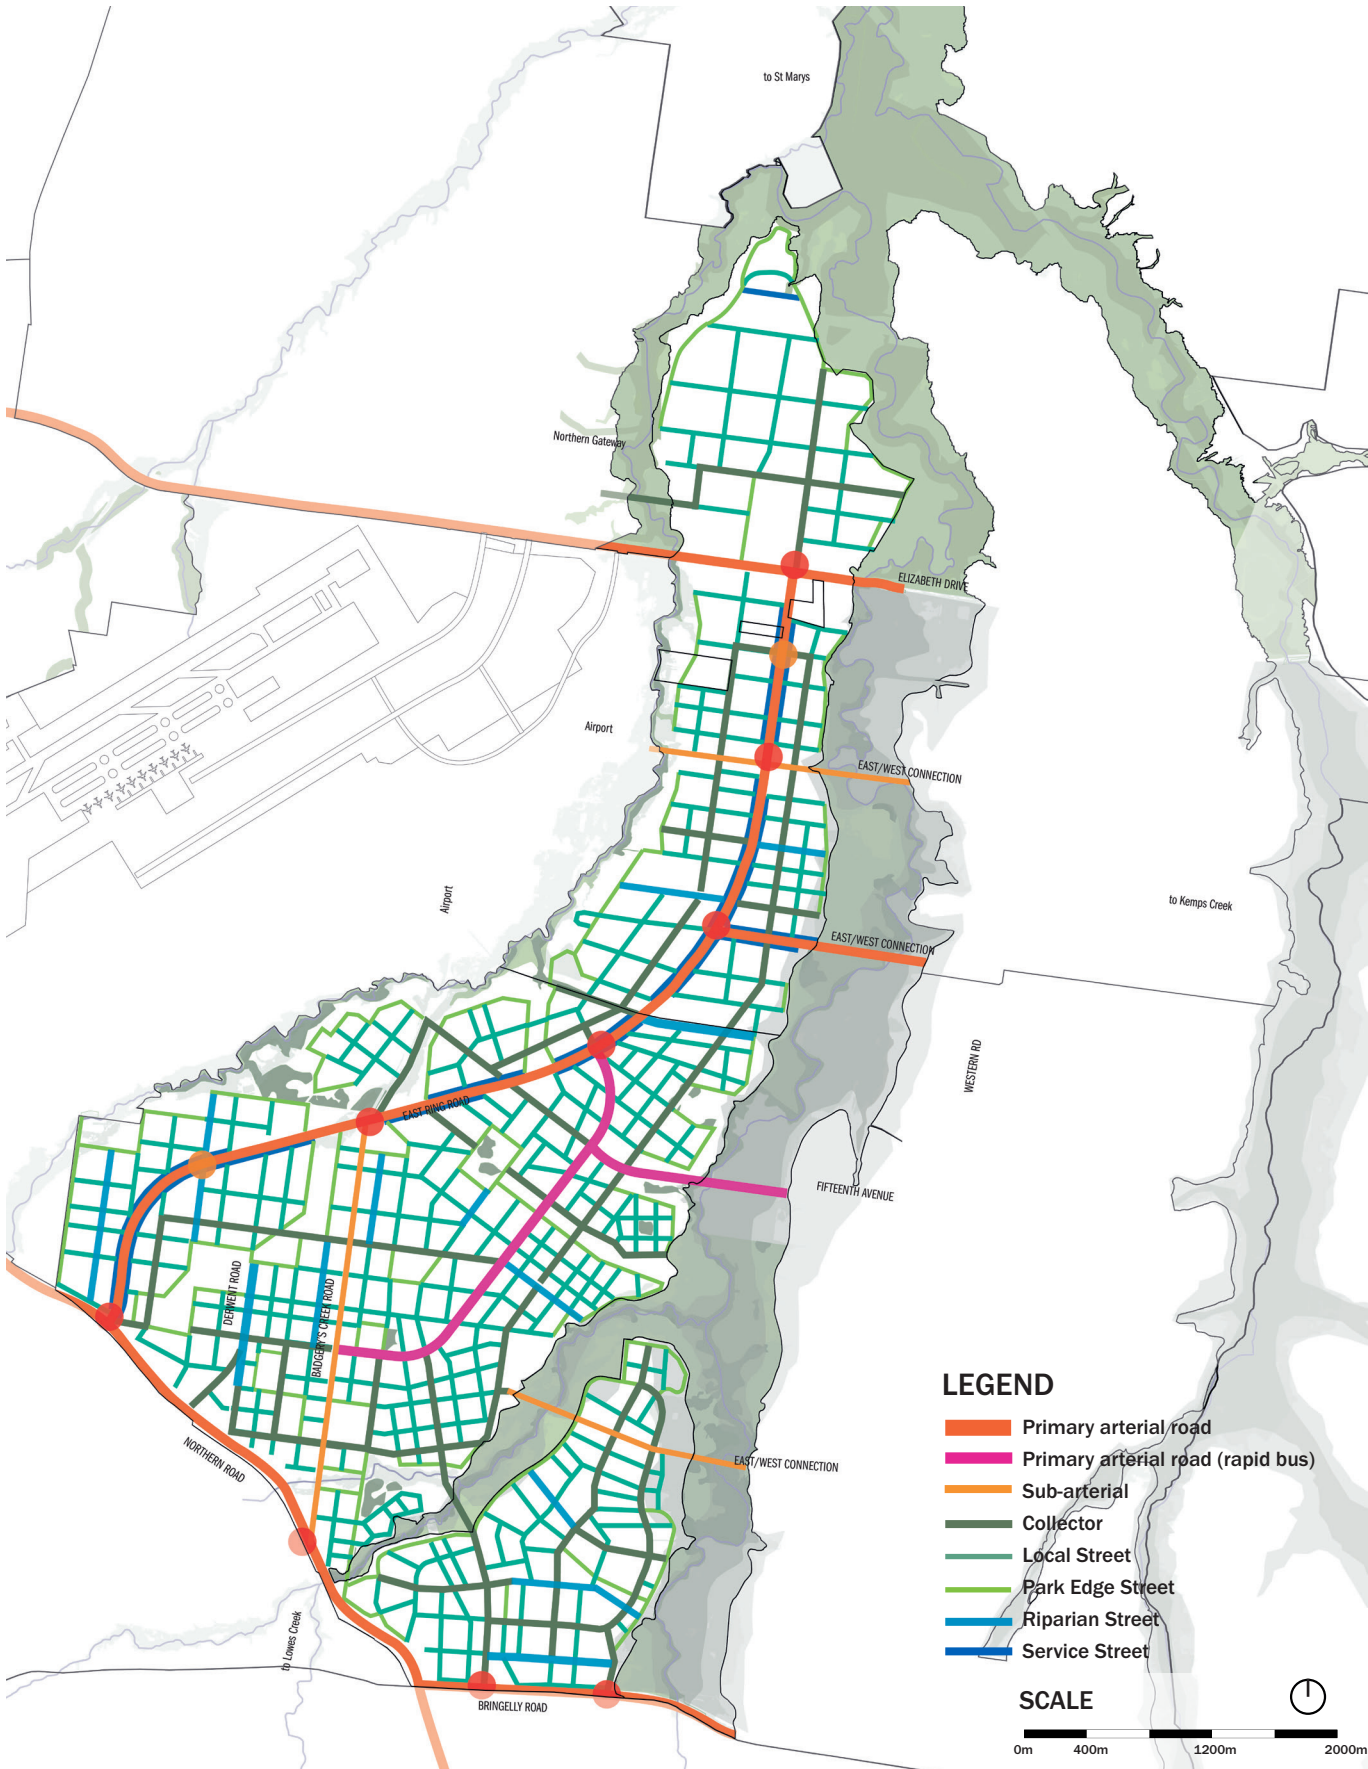 to St Marys
Northern Gateway
ELIZABETH DRIVE
Airport
EAST/WEST CONNECTION
Airport
to Kemps Creek
EAST/WEST CONNECTION
WESTERN RD
EAST RING ROAD
FIFTEENTH AVENUE
DERWENT ROAD
BADGERY'S CREEK ROAD
NORTHERN ROAD
EAST/WEST CONNECTION
to Lowes Creek
BRINGELLY ROAD
LEGEND
Primary arterial road
Primary arterial road (rapid bus)
Sub-arterial
Collector
Local Street
Park Edge Street
Riparian Street
Service Street
SCALE
0m 400m 1200m 2000m